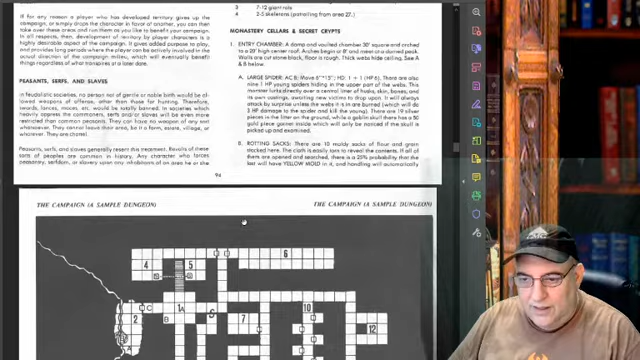 If for any reason a player who has developed territory gives up the
campaign, or simply drops the character in favor of another, you can then
take over these areas and run them as you like to benefit your campaign.
In all respects, then, development of territory by player character is a
highly desirable aspect of the campaign. It gives added purpose to play,
and provides long periods where the player can be actively involved in the
actual direction of the campaign milieu, which will eventually benefit
things regardless of what happens at a later date.
PEASANTS, SERFS, AND SLAVES
In feudalistic societies, no person not of gentle or noble birth would be al-
lowed weapons of offense, other than for hunting. Therefore,
swords, lances, maces, etc. would be totally banned. In societies which
heavily oppress the commoners, serfs and/or slaves will be even more
restricted than common peasants. They can have no weapon of any sort
whatsoever. They cannot leave their area, be it a farm, estate, village, or
whatever. They are chattel.
Peasants, serfs, and slaves generally resent their treatment. Revolts of these
sorts of peoples are common in history. Any character who forces
peasantry, serfdom, or slavery upon any inhabitants of an area he or she
94
3 7-12 giant rats
4 2-5 skeletons (patrolling from area 27.)
MONASTERY CELLARS & SECRET CRYPTS
1. ENTRY CHAMBER: A damp and vaulted chamber 30' square and arched
to a 20' high center roof. Arches begin at 8' and meet at a domed peak.
Walls are cut stone block, floor is rough. Thick webs hide ceiling. See A
& B below.
A. LARGE SPIDER: AC 8; Move 6" *15"; HD: 1 + 1 (HP 6). There are also
nine 1 HP young spiders hiding in the upper part of the webs. This
monster lurks directly over a central litter of husks, skin, bones, and
its own castings, awaiting new victims to drop upon. It will always
attack by surprise unless the web it is in are burned (which will do
3 HP damage to the spider and kill the young). There are 19 silver
pieces in the litter on the ground, while a goblin skull there has a 50
gold piece garnet inside which will only be noticed if the skull is
picked up and examined.
B. ROTTING SACKS: There are 10 moldy sacks of flour and grain
stacked here. The cloth is easily torn to reveal the contents. If all of
them are opened and searched, there is a 25% probability that the
last will have YELLOW MOLD in it, and handling will automatically
THE CAMPAIGN (A SAMPLE DUNGEON)
THE CAMPAIGN (A SAMPLE DUNGEON)
4
5
6
2
C
1A
B
S
7
10
12